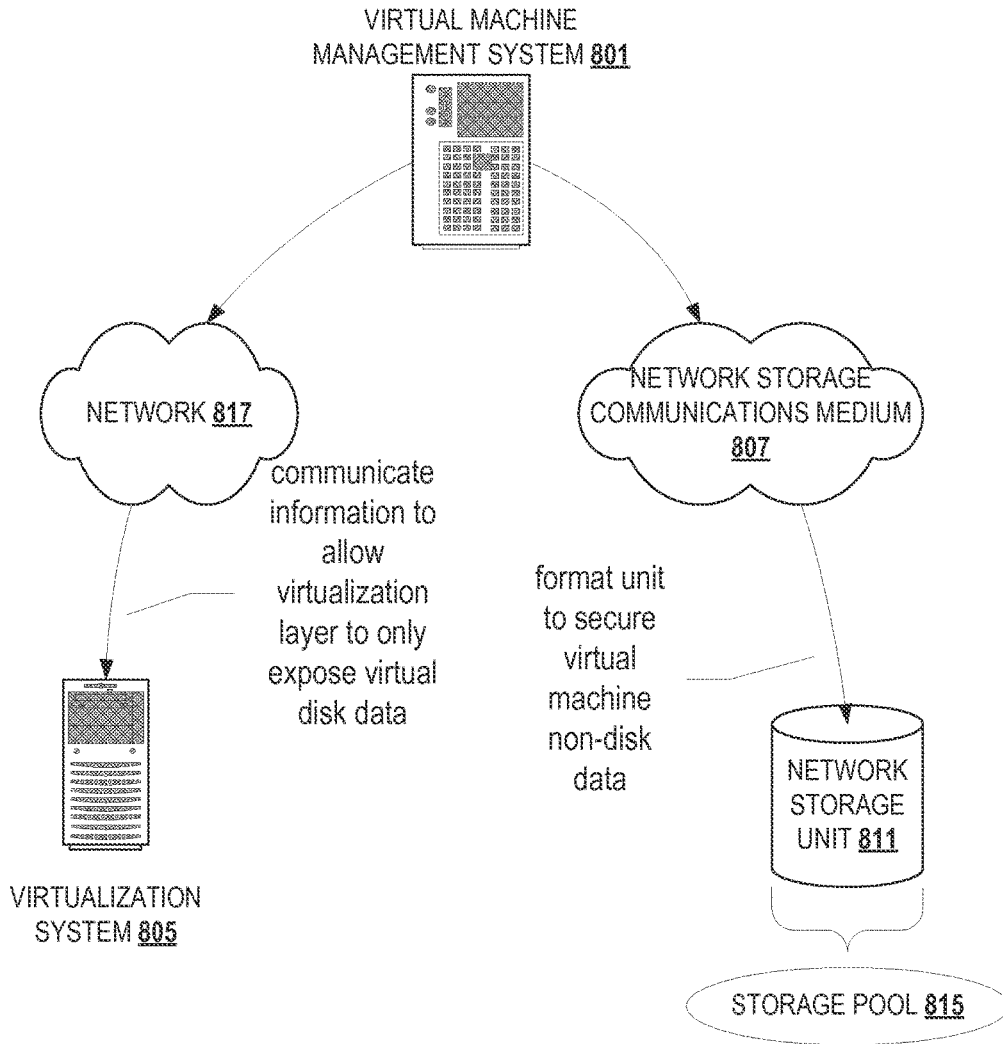 VIRTUAL MACHINE
MANAGEMENT SYSTEM 801
NETWORK 817
NETWORK STORAGE
COMMUNICATIONS MEDIUM
807
communicate
information to
allow
virtualization
layer to only
expose virtual
disk data
format unit
to secure
virtual
machine
non-disk
data
NETWORK
STORAGE
UNIT 811
VIRTUALIZATION
SYSTEM 805
STORAGE POOL 815